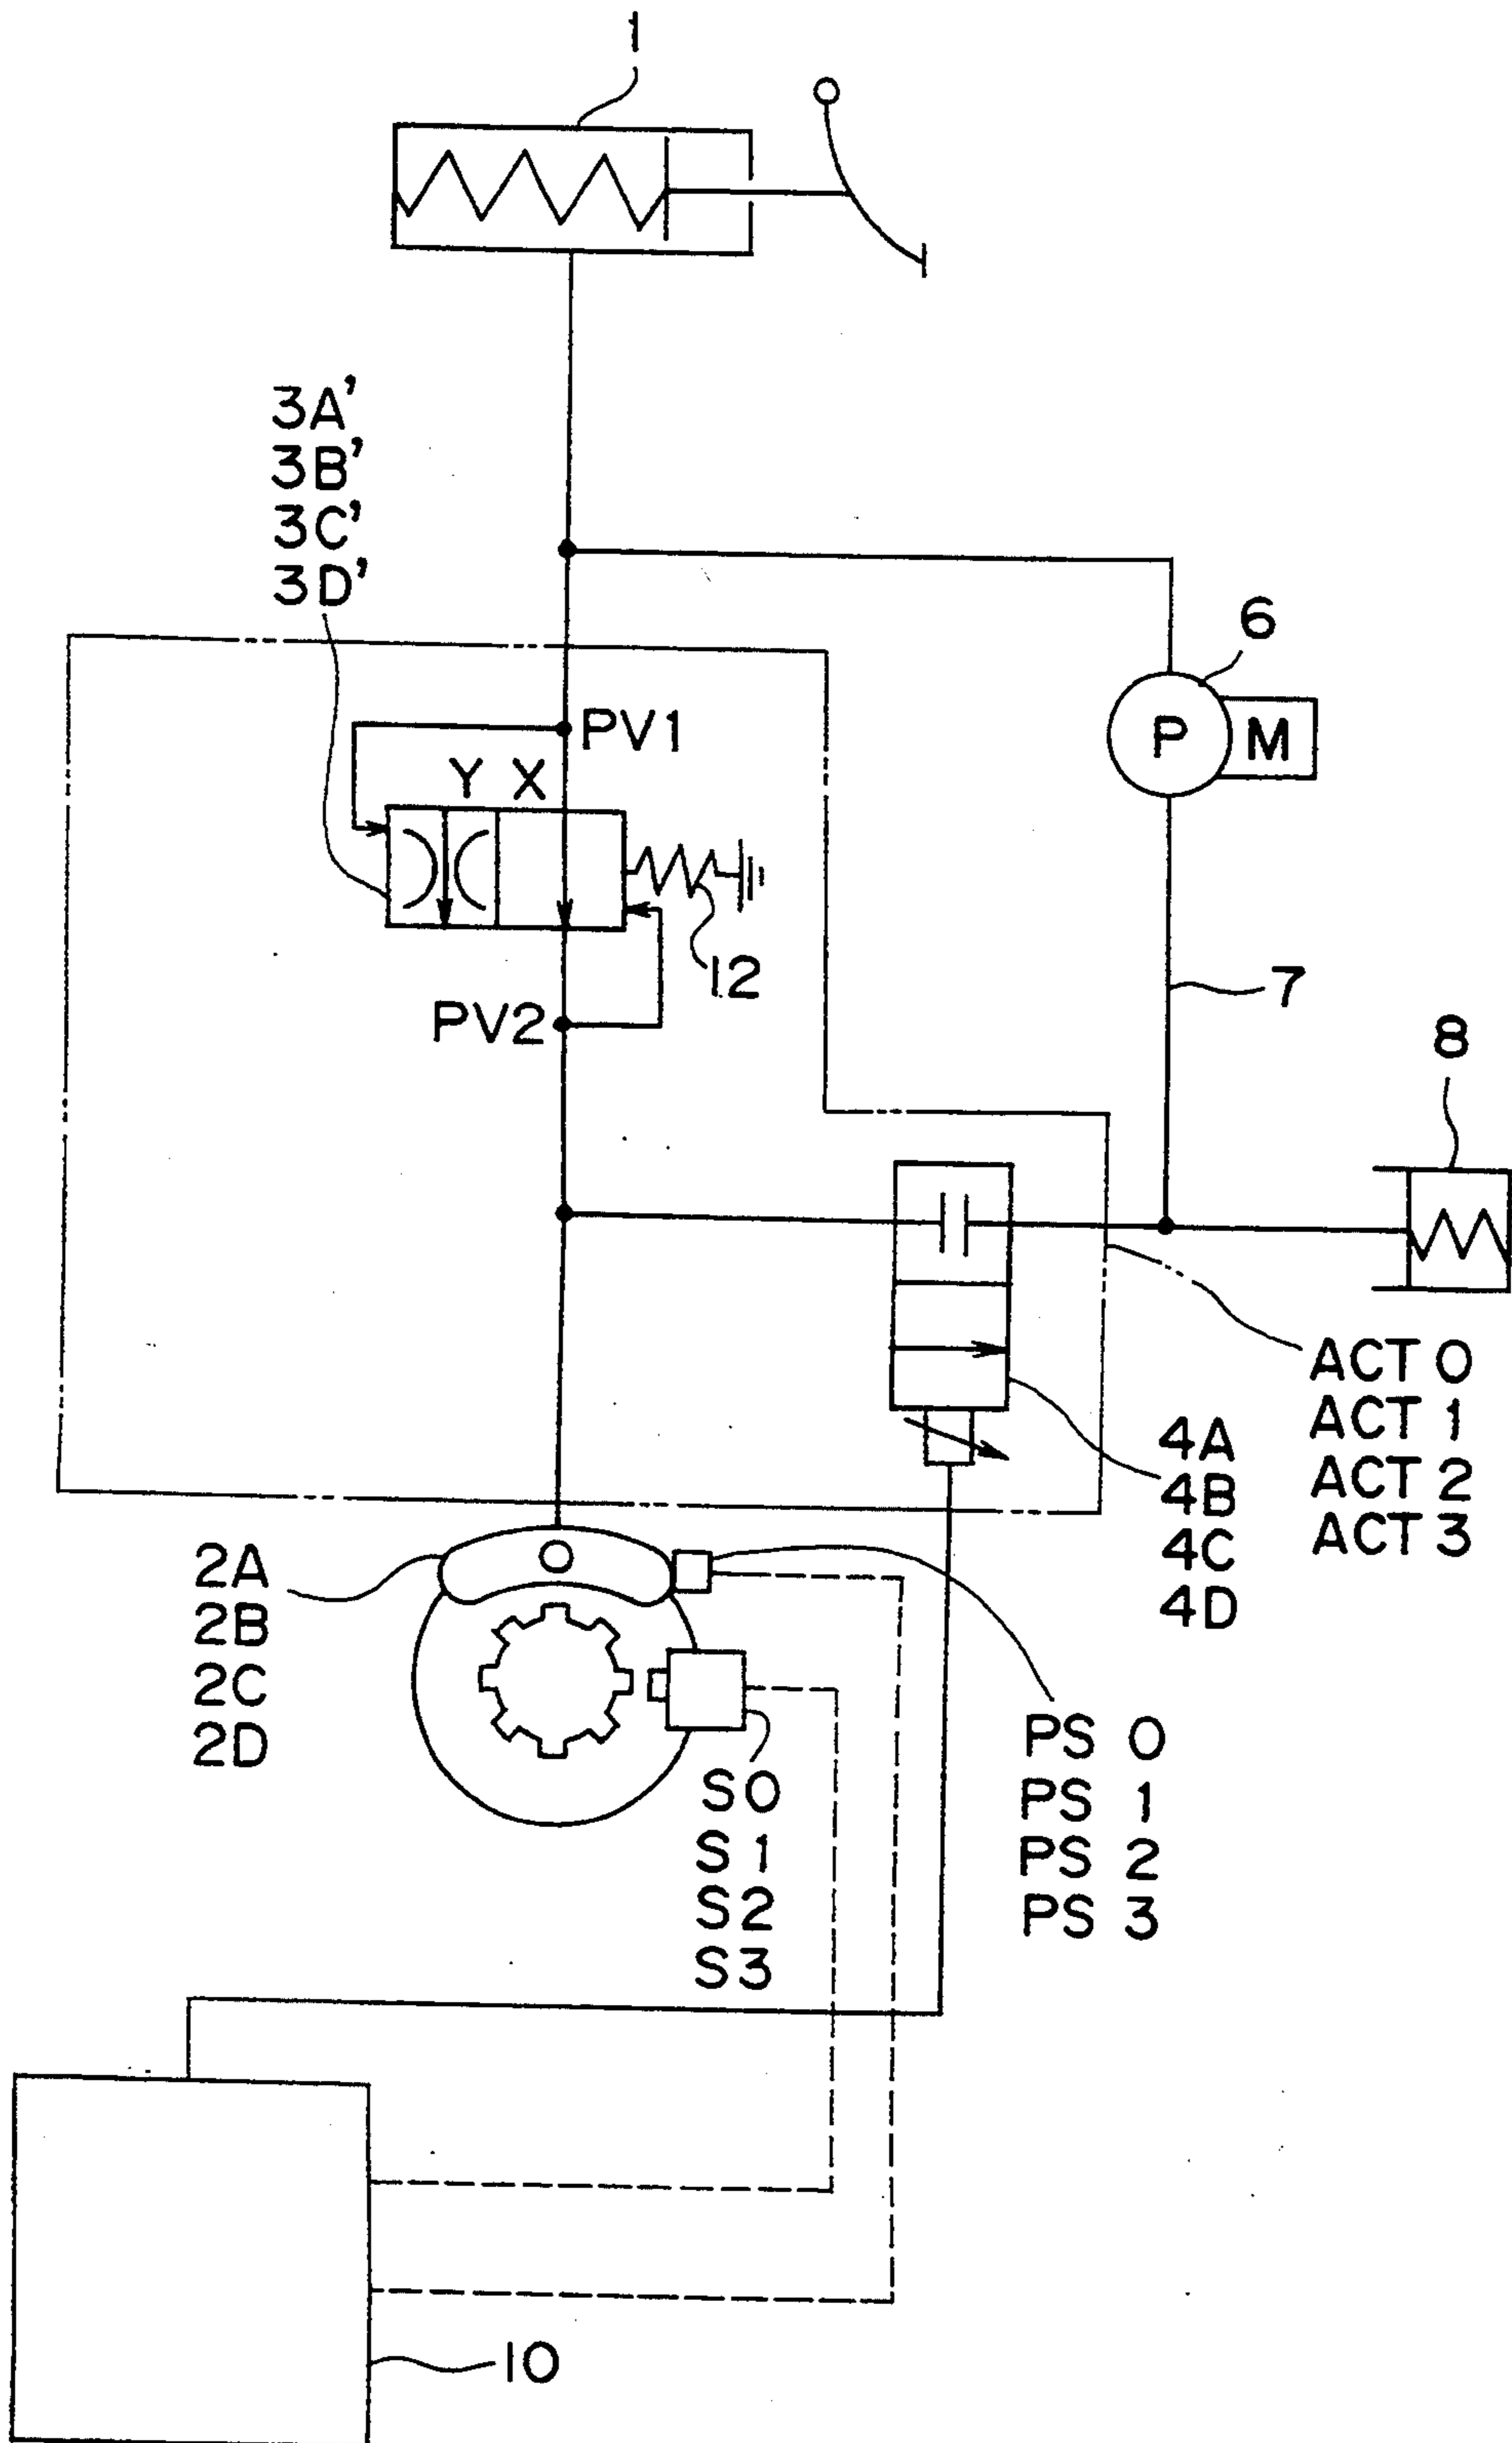 1
3A'
3B'
3C'
3D'
6
PV1
Y X
P M
12
7
PV2
8
ACT 0
ACT 1
ACT 2
ACT 3
4A
4B
4C
4D
2A
2B
2C
2D
PS 0
PS 1
PS 2
PS 3
S0
S1
S2
S3
10